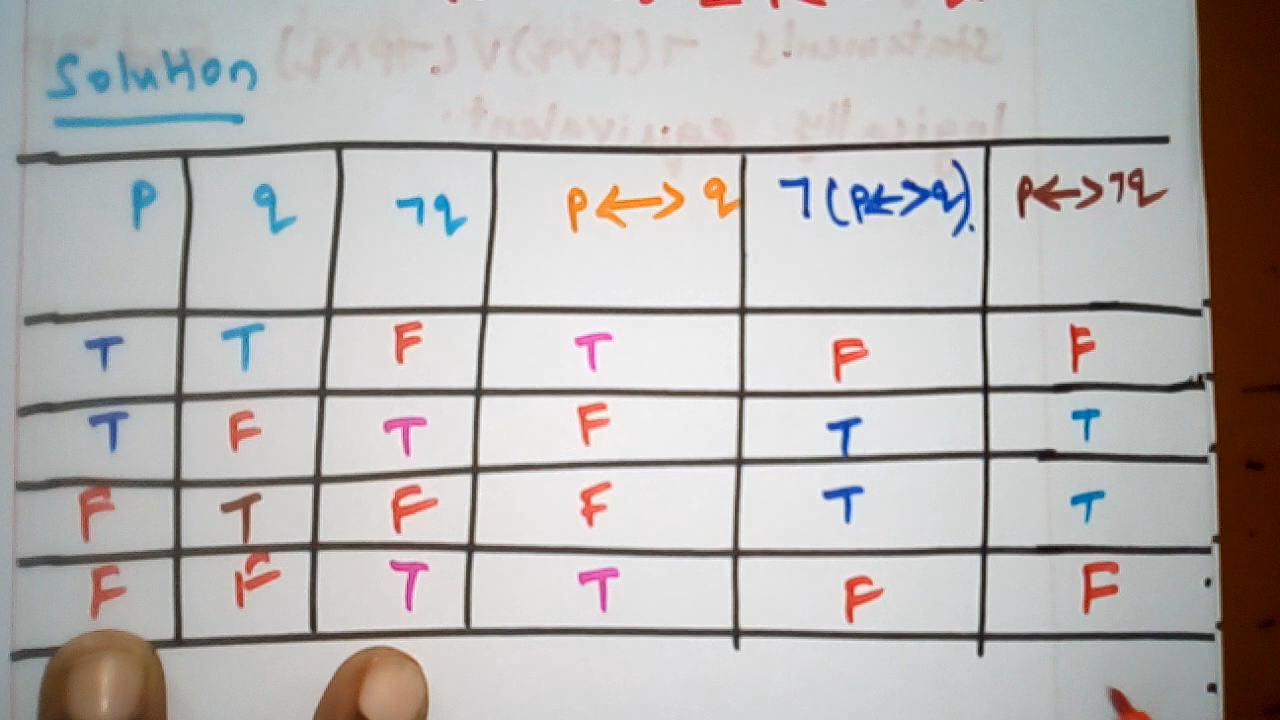 Solution
p q ¬q p↔q ¬(p↔q). p↔¬q
T T F T F F
T F T F T T
F T F F T T
F F T T F F